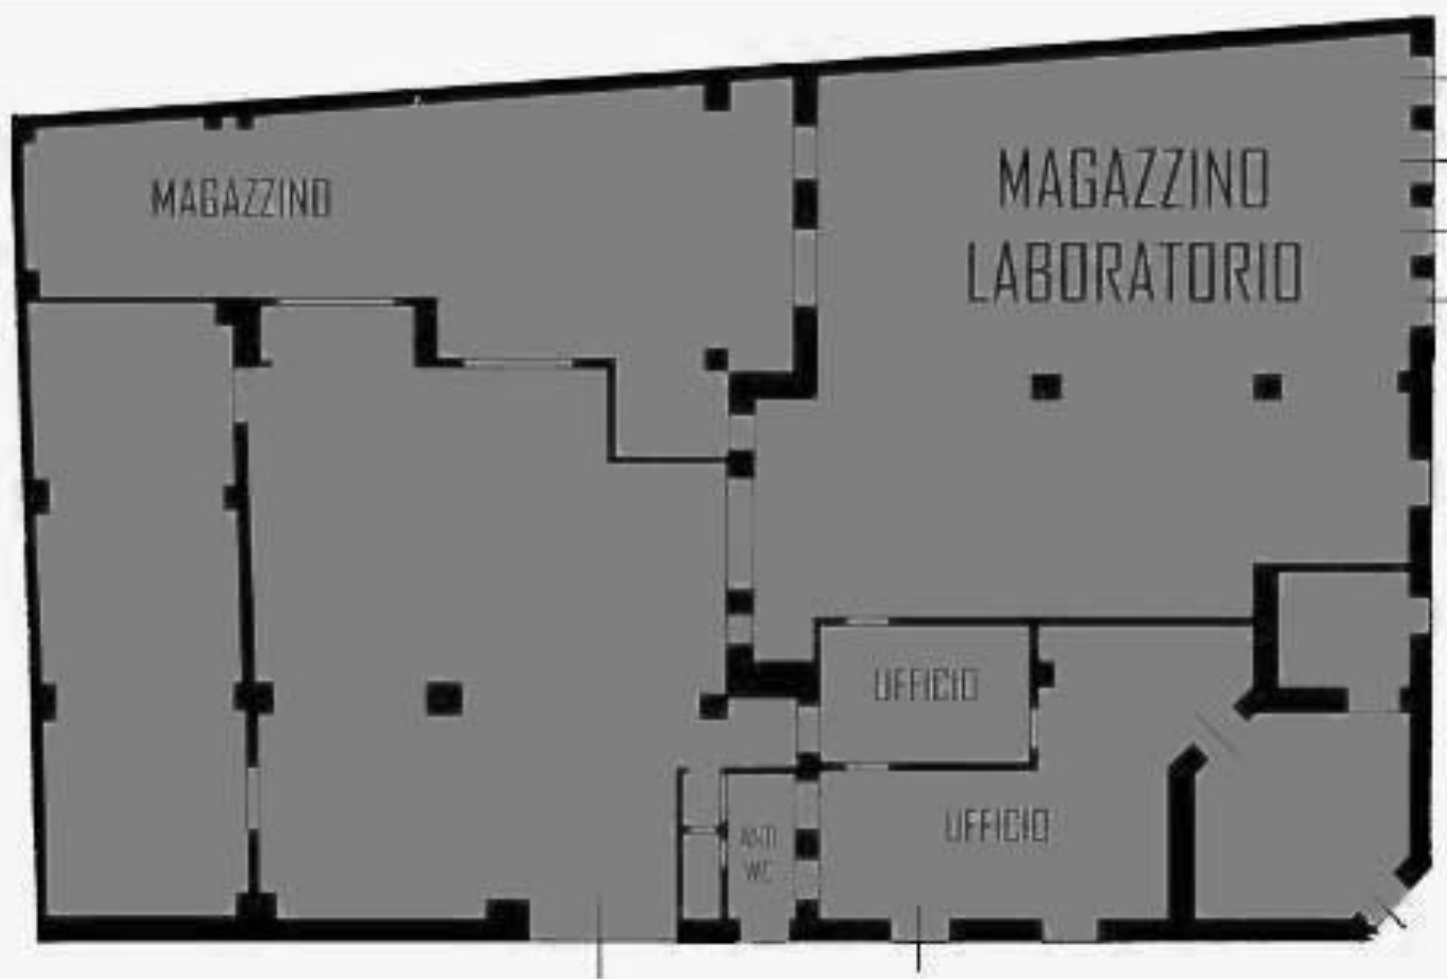 MAGAZZINO
MAGAZZINO
LABORATORIO
UFFICIO
UFFICIO
ANTI
WC